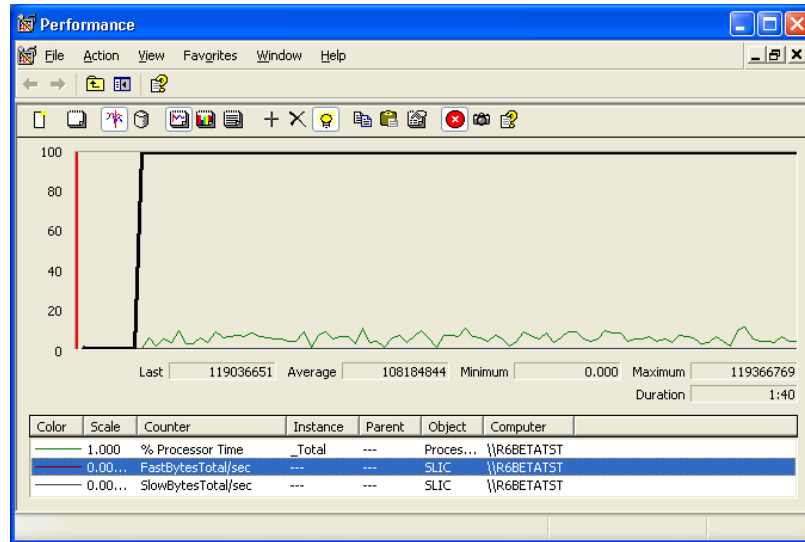 Performance
File Action View Favorites Window Help
100
80
60
40
20
0
Last 119036651 Average 108184844 Minimum 0.000 Maximum 119366769
Duration 1:40
Color Scale Counter Instance Parent Object Computer
1.000 % Processor Time _Total --- Proces... \\R6BETATST
0.00... FastBytesTotal/sec --- --- SLIC \\R6BETATST
0.00... SlowBytesTotal/sec --- --- SLIC \\R6BETATST